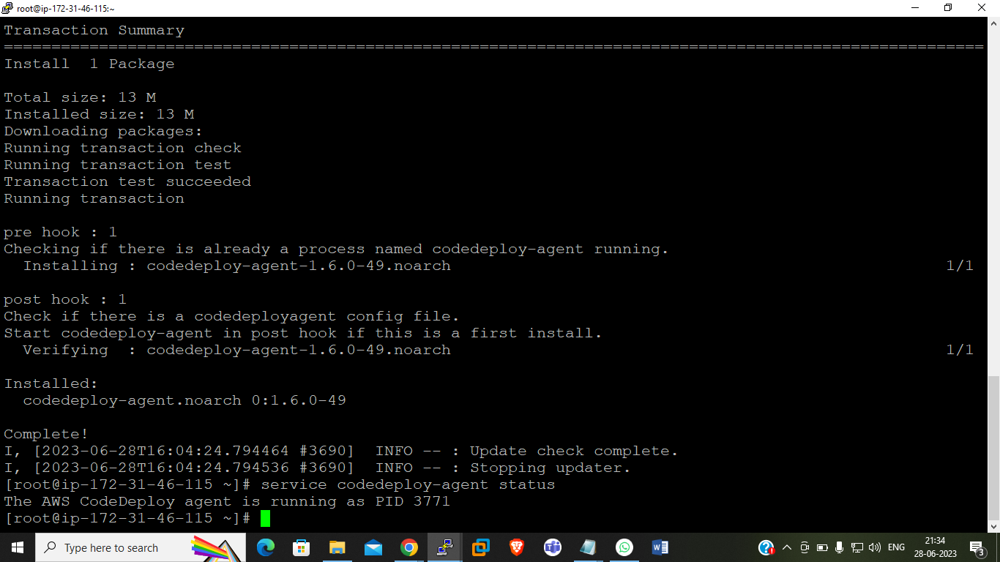 root@ip-172-31-46-115:~
Transaction Summary
================================================================================
Install  1 Package
Total size: 13 M
Installed size: 13 M
Downloading packages:
Running transaction check
Running transaction test
Transaction test succeeded
Running transaction
pre hook : 1
Checking if there is already a process named codedeploy-agent running.
  Installing : codedeploy-agent-1.6.0-49.noarch 1/1
post hook : 1
Check if there is a codedeployagent config file.
Start codedeploy-agent in post hook if this is a first install.
  Verifying  : codedeploy-agent-1.6.0-49.noarch 1/1
Installed:
  codedeploy-agent.noarch 0:1.6.0-49
Complete!
I, [2023-06-28T16:04:24.794464 #3690]  INFO -- : Update check complete.
I, [2023-06-28T16:04:24.794536 #3690]  INFO -- : Stopping updater.
[root@ip-172-31-46-115 ~]# service codedeploy-agent status
The AWS CodeDeploy agent is running as PID 3771
[root@ip-172-31-46-115 ~]#
Type here to search
ENG
21:34
28-06-2023
3